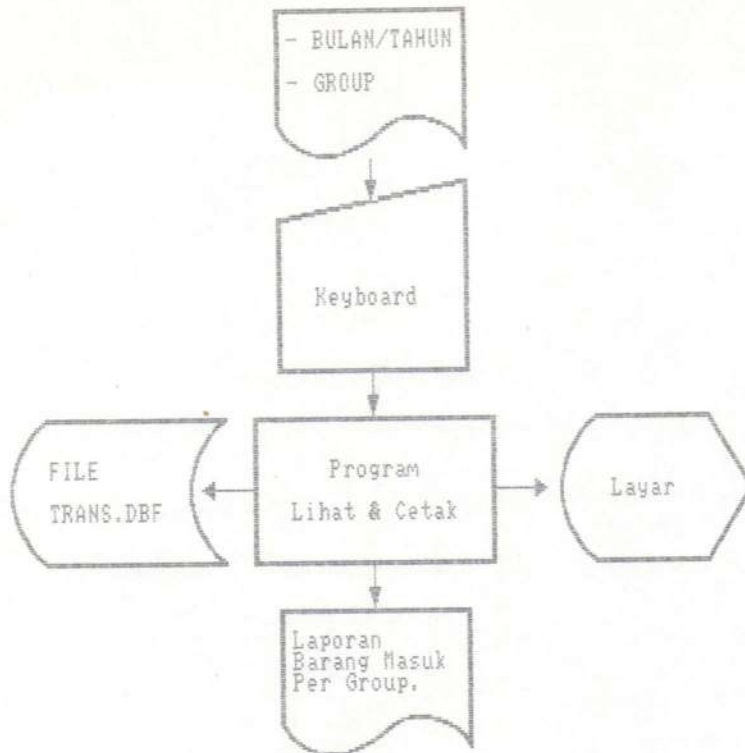 - BULAN/TAHUN
- GROUP
Keyboard
FILE
TRANS.DBF
Program
Lihat & Cetak
Layar
Laporan
Barang Masuk
Per Group.